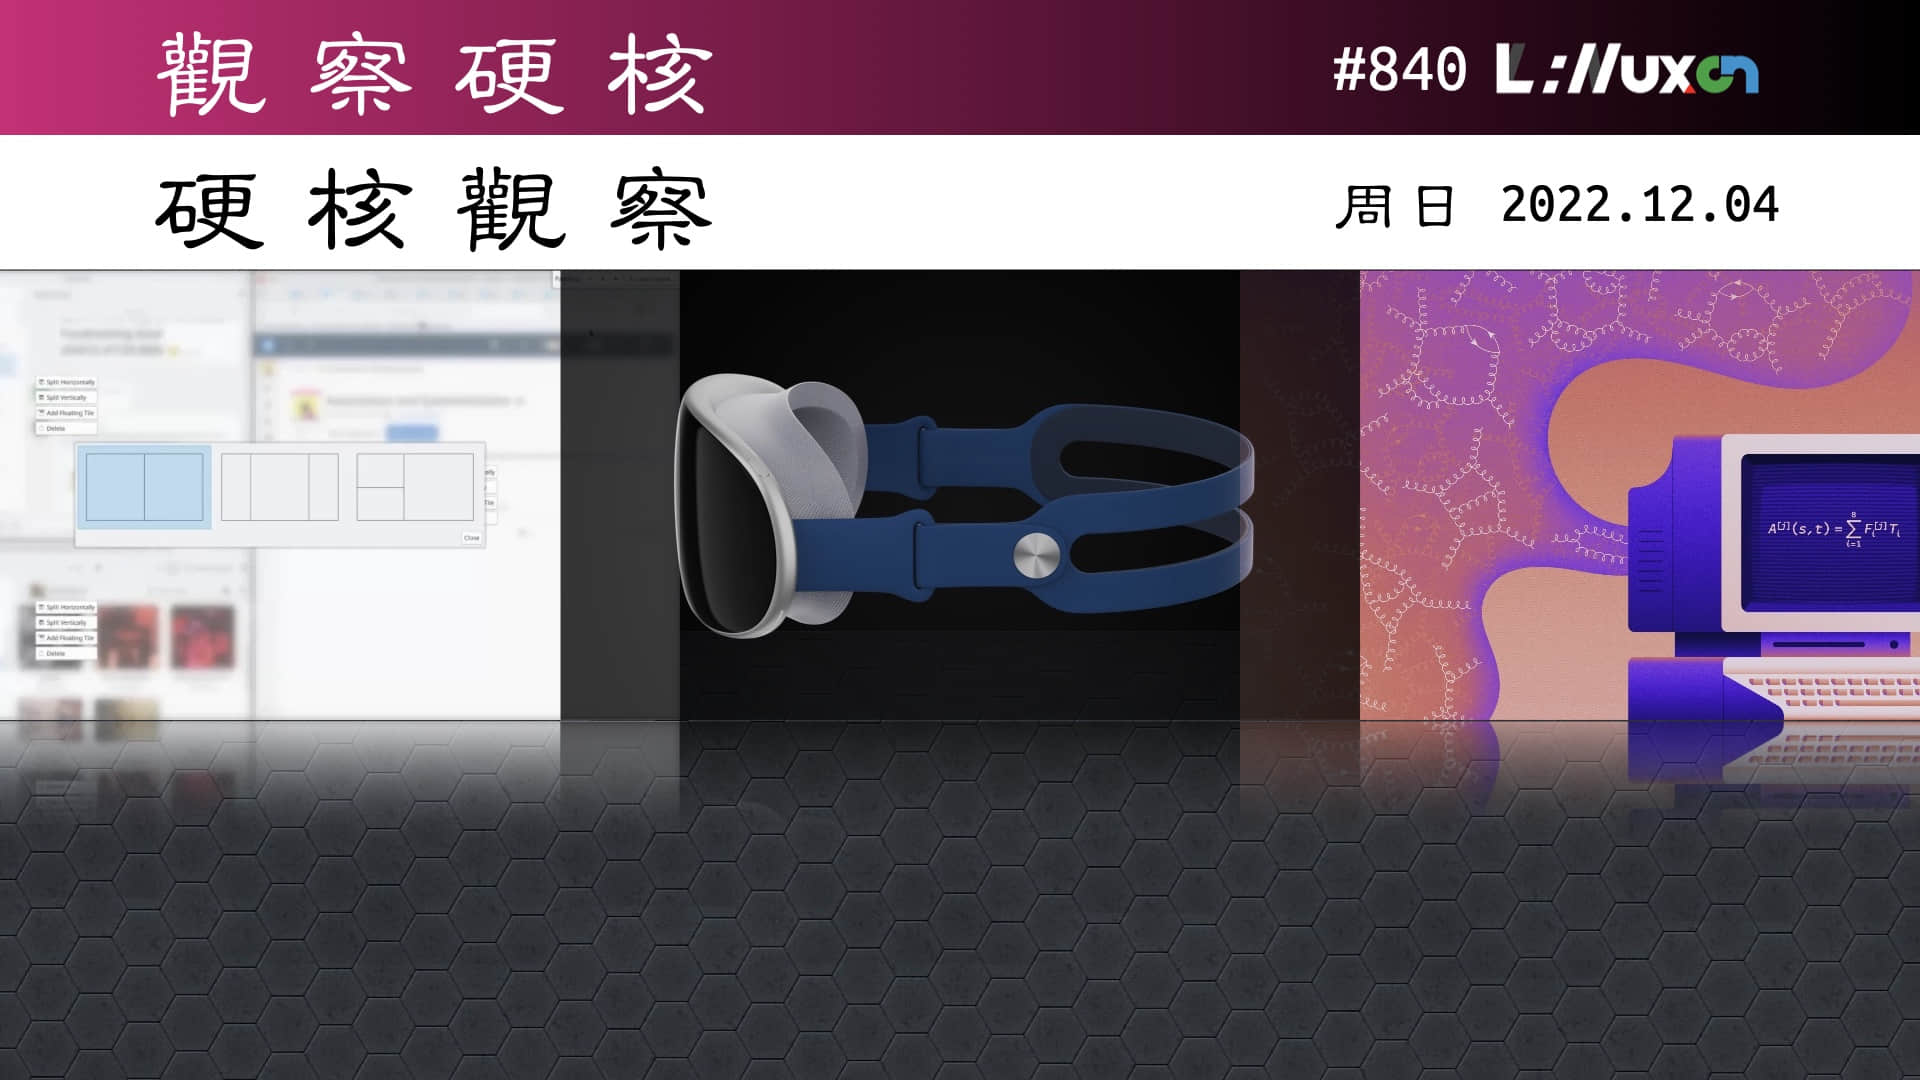 觀察硬核
#840 L://uxcn
硬核觀察
周日 2022.12.04
Split Horizontally
Split Vertically
Add Floating Tile
Delete
Close
Split Horizontally
Split Vertically
Add Floating Tile
Delete
A^[j](s,t) = ∑_{i=1}^{8} F_i^[j] T_i